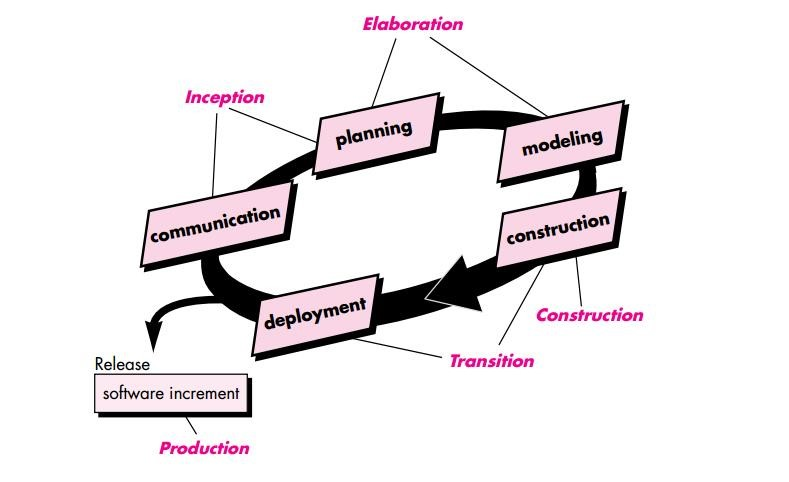 Elaboration
Inception
planning
modeling
communication
construction
deployment
Construction
Transition
Release
software increment
Production